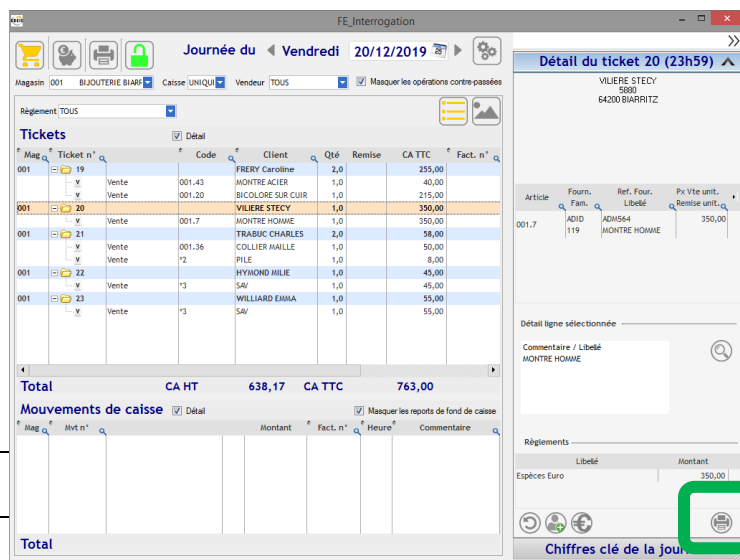 FE_Interrogation
Journée du Vendredi 20/12/2019
Magasin 001 BIJOUTERIE BIARF Caisse UNIQUI Vendeur TOUS Masquer les opérations contre-passées
Règlement TOUS
Tickets Détail
Mag Ticket n° Code Client Qté Remise CA TTC Fact. n°
001 19 FRERY Caroline 2,0 255,00
V Vente 001.43 MONTRE ACIER 1,0 40,00
V Vente 001.20 BICOLORE SUR CUIR 1,0 215,00
001 20 VILIERE STECY 1,0 350,00
V Vente 001.7 MONTRE HOMME 1,0 350,00
001 21 TRABUC CHARLES 2,0 58,00
V Vente 001.36 COLLIER MAILLE 1,0 50,00
V Vente *2 PILE 1,0 8,00
001 22 HYMOND MILIE 1,0 45,00
V Vente *3 SAV 1,0 45,00
001 23 WILLIARD EMMA 1,0 55,00
V Vente *3 SAV 1,0 55,00
Total CA HT 638,17 CA TTC 763,00
Mouvements de caisse Détail Masquer les reports de fond de caisse
Mag Mvt n° Montant Fact. n° Heure Commentaire
Total
Détail du ticket 20 (23h59)
VILIERE STECY
5880
64200 BIARRITZ
Article Fourn. Ref. Four. Px Vte unit.
Fam. Libellé Remise unit.
001.7 ADID ADM564 350,00
119 MONTRE HOMME
Détail ligne sélectionnée
Commentaire / Libellé
MONTRE HOMME
Règlements
Libellé Montant
Espèces Euro 350,00
Chiffres clé de la jou